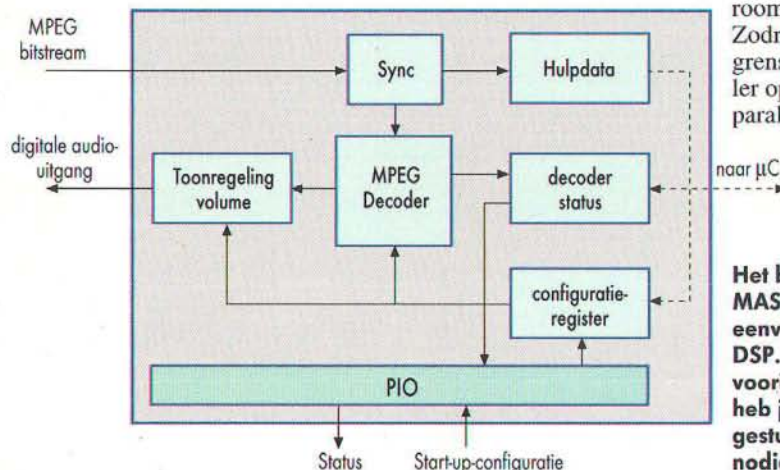 MPEG
bitstream
Sync
Hulpdata
digitale audio-
uitgang
Toonregeling
volume
MPEG
Decoder
decoder
status
naar µC
configuratie-
register
PIO
Status
Start-up-configuratie
room
Zodr
grens
ler op
paral
Het b
MAS
eenv
DSP.
voor
heb j
gestu
nodi